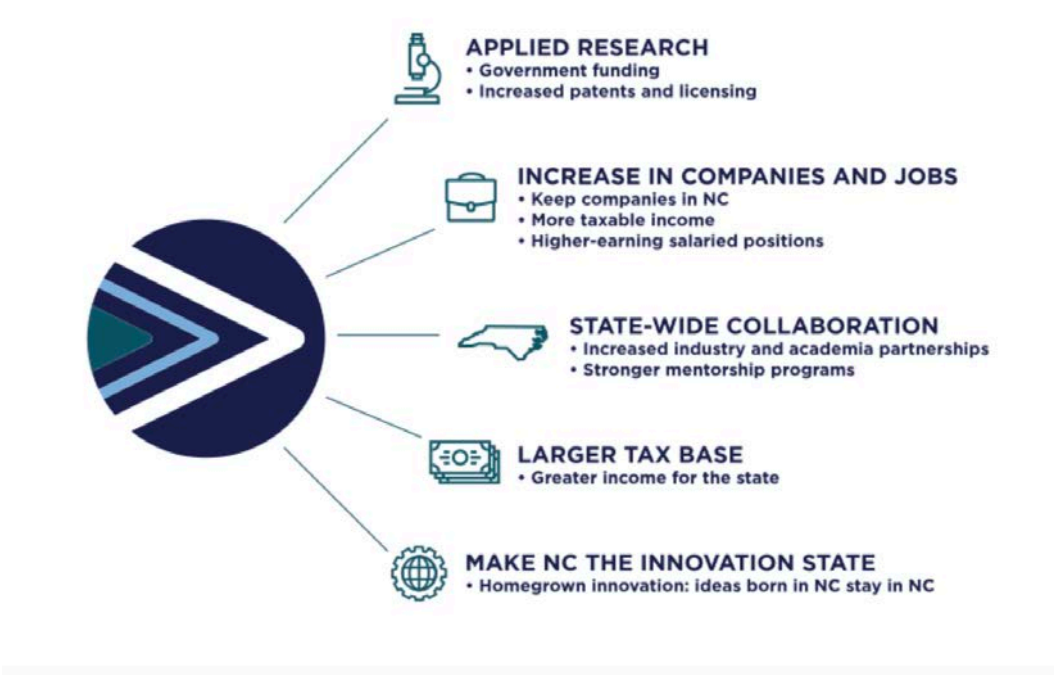 APPLIED RESEARCH
• Government funding
• Increased patents and licensing
INCREASE IN COMPANIES AND JOBS
• Keep companies in NC
• More taxable income
• Higher-earning salaried positions
STATE-WIDE COLLABORATION
• Increased industry and academia partnerships
• Stronger mentorship programs
LARGER TAX BASE
• Greater income for the state
MAKE NC THE INNOVATION STATE
• Homegrown innovation: ideas born in NC stay in NC